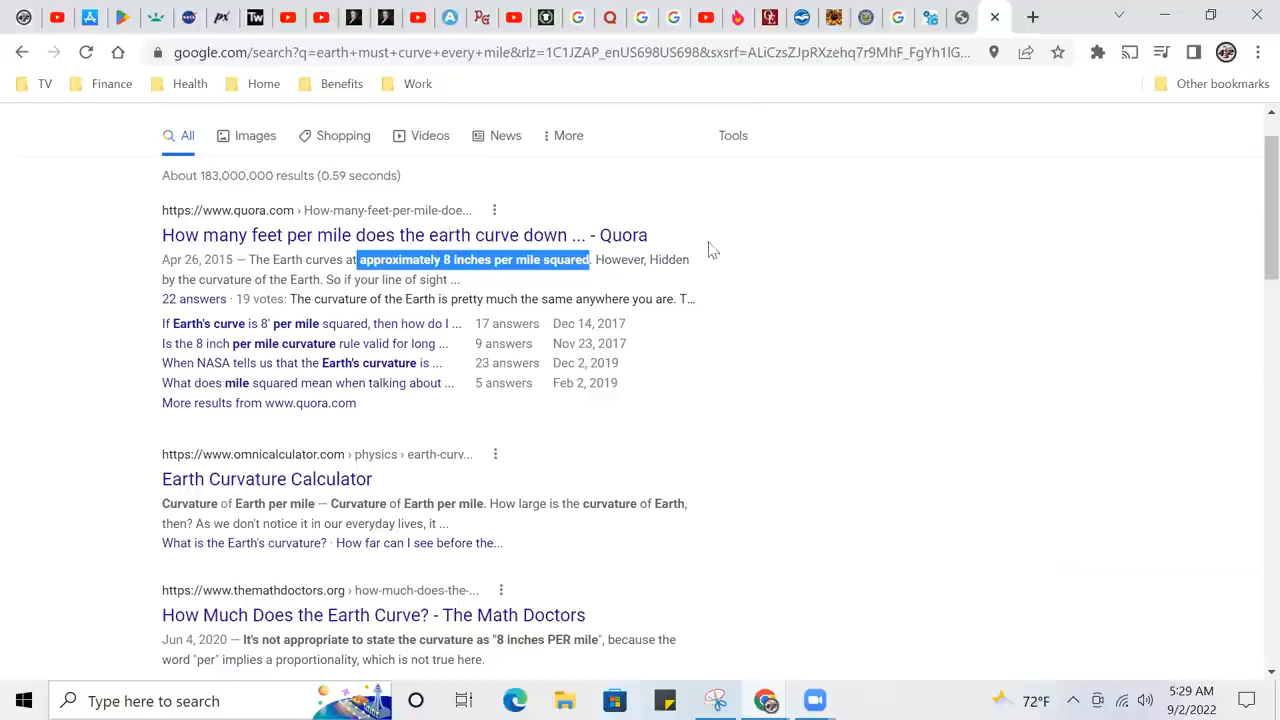 google.com/search?q=earth+must+curve+every+mile&rlz=1C1JZAP_enUS698US698&sxsrf=ALiCzsZJpRXzehq7r9MhF_FgYh1lG...
TV Finance Health Home Benefits Work Other bookmarks
All Images Shopping Videos News More Tools
About 183,000,000 results (0.59 seconds)
https://www.quora.com › How-many-feet-per-mile-doe...
How many feet per mile does the earth curve down ... - Quora
Apr 26, 2015 — The Earth curves at approximately 8 inches per mile squared. However, Hidden
by the curvature of the Earth. So if your line of sight ...
22 answers · 19 votes: The curvature of the Earth is pretty much the same anywhere you are. T...
If Earth's curve is 8' per mile squared, then how do I ... 17 answers Dec 14, 2017
Is the 8 inch per mile curvature rule valid for long ... 9 answers Nov 23, 2017
When NASA tells us that the Earth's curvature is ... 23 answers Dec 2, 2019
What does mile squared mean when talking about ... 5 answers Feb 2, 2019
More results from www.quora.com
https://www.omnicalculator.com › physics › earth-curv...
Earth Curvature Calculator
Curvature of Earth per mile — Curvature of Earth per mile. How large is the curvature of Earth,
then? As we don't notice it in our everyday lives, it ...
What is the Earth's curvature? · How far can I see before the...
https://www.themathdoctors.org › how-much-does-the-...
How Much Does the Earth Curve? - The Math Doctors
Jun 4, 2020 — It's not appropriate to state the curvature as "8 inches PER mile", because the
word "per" implies a proportionality, which is not true here.
Type here to search
72°F
5:29 AM
9/2/2022